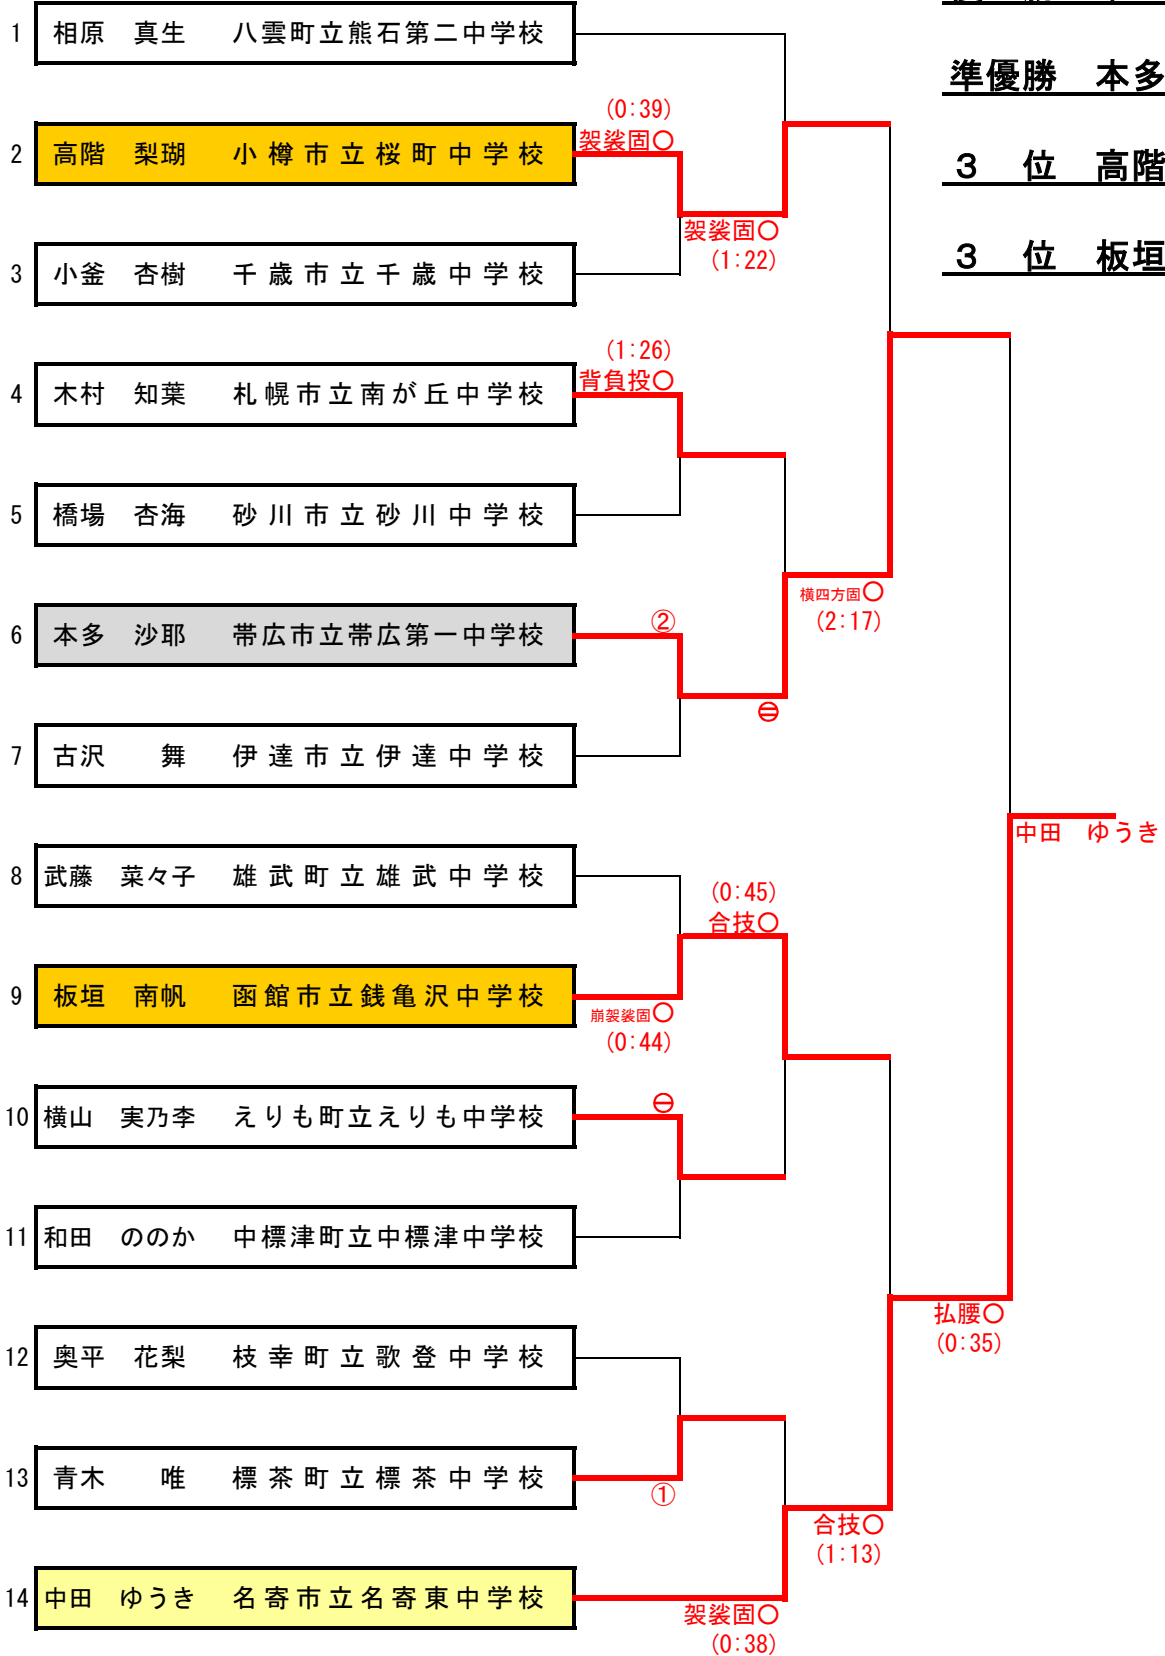 1 相原 真生 八雲町立熊石第二中学校
準優勝 本多
(0:39)
2 高階 梨瑚 小樽市立桜町中学校
袈裟固○
3 位 高階
袈裟固○
(1:22)
3 小釜 杏樹 千歳市立千歳中学校
3 位 板垣
(1:26)
4 木村 知葉 札幌市立南が丘中学校
背負投○
5 橋場 杏海 砂川市立砂川中学校
横四方固○
(2:17)
6 本多 沙耶 帯広市立帯広第一中学校
②
⊖
7 古沢 舞 伊達市立伊達中学校
中田 ゆうき
8 武藤 菜々子 雄武町立雄武中学校
(0:45)
合技○
9 板垣 南帆 函館市立銭亀沢中学校
崩袈裟固○
(0:44)
⊖
10 横山 実乃李 えりも町立えりも中学校
11 和田 ののか 中標津町立中標津中学校
払腰○
(0:35)
12 奥平 花梨 枝幸町立歌登中学校
13 青木 唯 標茶町立標茶中学校
①
合技○
(1:13)
14 中田 ゆうき 名寄市立名寄東中学校
袈裟固○
(0:38)